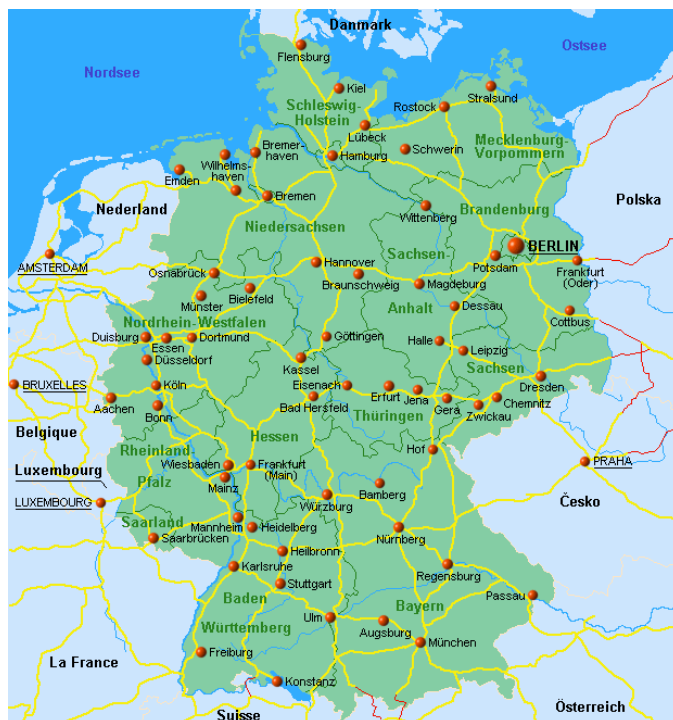 Danmark
Nordsee
Ostsee
Flensburg
Kiel
Stralsund
Schleswig-
Holstein
Rostock
Lübeck
Mecklenburg-
Vorpommern
Bremer-
haven
Hamburg
Schwerin
Wilhelms-
haven
Emden
Bremen
Polska
Nederland
Wittenberg
Brandenburg
Niedersachsen
BERLIN
Sachsen-
Potsdam
AMSTERDAM
Osnabrück
Hannover
Braunschweig
Magdeburg
Frankfurt
(Oder)
Bielefeld
Münster
Anhalt
Dessau
Cottbus
Nordrhein-Westfalen
Duisburg
Essen
Dortmund
Göttingen
Halle
Leipzig
Düsseldorf
Kassel
Sachsen
BRUXELLES
Köln
Eisenach
Erfurt
Jena
Dresden
Aachen
Bonn
Bad Hersfeld
Thüringen
Gera
Zwickau
Chemnitz
Belgique
Hessen
Rheinland-
Pfalz
Hof
Luxembourg
Wiesbaden
Frankfurt
(Main)
PRAHA
Mainz
Bamberg
LUXEMBOURG
Würzburg
Česko
Saarland
Mannheim
Heidelberg
Nürnberg
Saarbrücken
Heilbronn
Karlsruhe
Regensburg
Stuttgart
Passau
Baden
Württemberg
Bayern
Ulm
Augsburg
München
Freiburg
La France
Konstanz
Suisse
Österreich